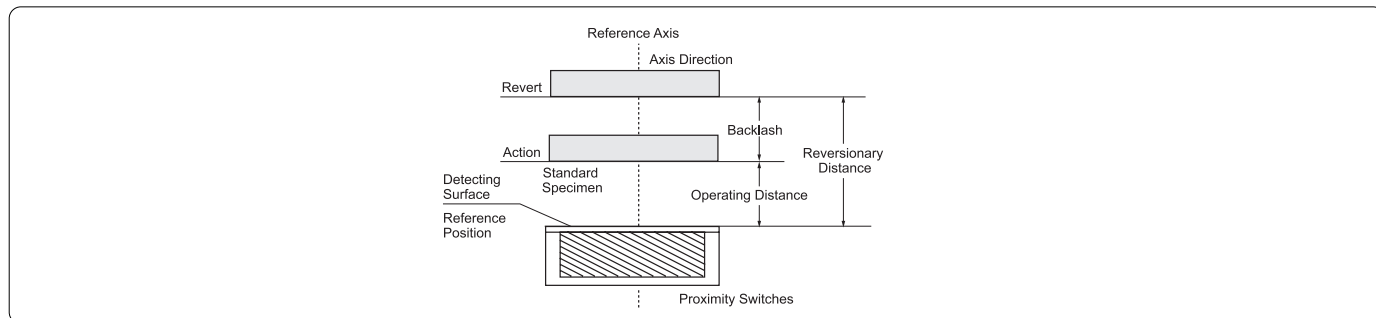 Reference Axis
Axis Direction
Revert
Backlash
Reversionary
Distance
Action
Standard
Specimen
Operating Distance
Detecting
Surface
Reference
Position
Proximity Switches